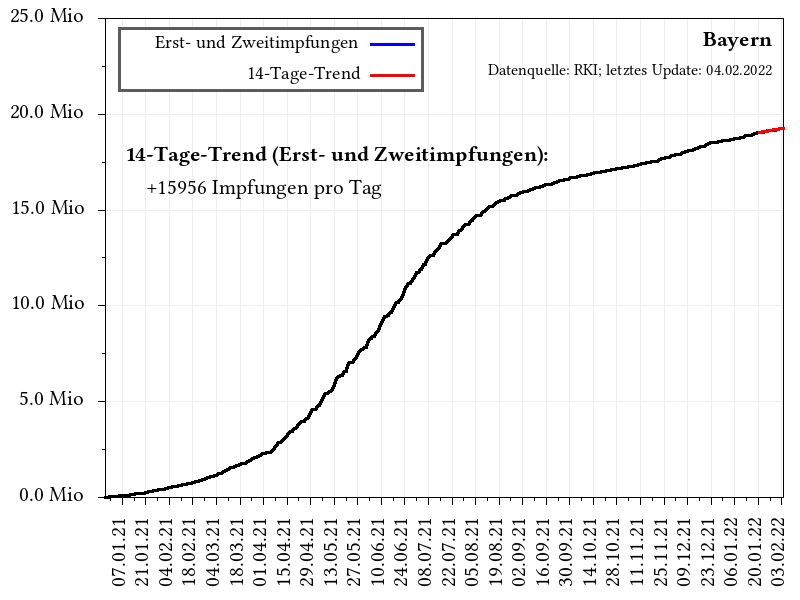 25.0 Mio
20.0 Mio
15.0 Mio
10.0 Mio
5.0 Mio
0.0 Mio
Erst- und Zweitimpfungen
14-Tage-Trend
Bayern
Datenquelle: RKI; letztes Update: 04.02.2022
14-Tage-Trend (Erst- und Zweitimpfungen):
+15956 Impfungen pro Tag
07.01.21
21.01.21
04.02.21
18.02.21
04.03.21
18.03.21
01.04.21
15.04.21
29.04.21
13.05.21
27.05.21
10.06.21
24.06.21
08.07.21
22.07.21
05.08.21
19.08.21
02.09.21
16.09.21
30.09.21
14.10.21
28.10.21
11.11.21
25.11.21
09.12.21
23.12.21
06.01.22
20.01.22
03.02.22